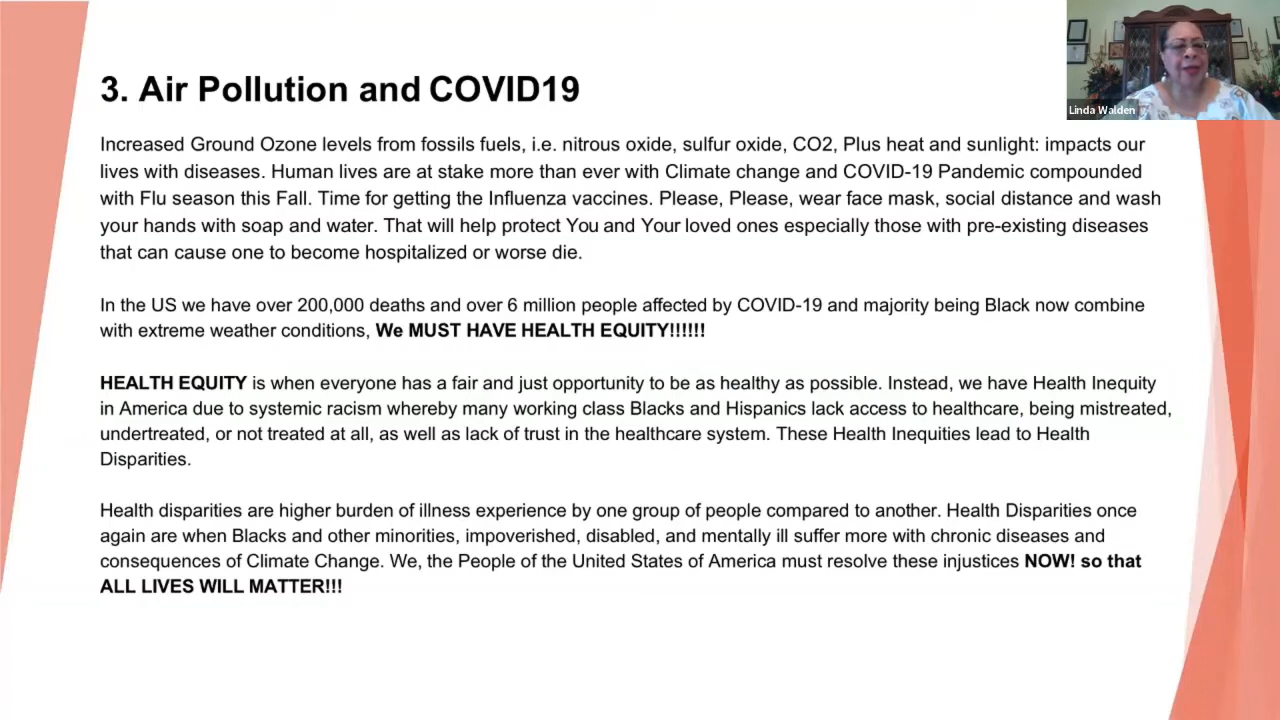 3. Air Pollution and COVID19
Linda Walden
Increased Ground Ozone levels from fossils fuels, i.e. nitrous oxide, sulfur oxide, CO2, Plus heat and sunlight: impacts our
lives with diseases. Human lives are at stake more than ever with Climate change and COVID-19 Pandemic compounded
with Flu season this Fall. Time for getting the Influenza vaccines. Please, Please, wear face mask, social distance and wash
your hands with soap and water. That will help protect You and Your loved ones especially those with pre-existing diseases
that can cause one to become hospitalized or worse die.
In the US we have over 200,000 deaths and over 6 million people affected by COVID-19 and majority being Black now combine
with extreme weather conditions, We MUST HAVE HEALTH EQUITY!!!!!!
HEALTH EQUITY is when everyone has a fair and just opportunity to be as healthy as possible. Instead, we have Health Inequity
in America due to systemic racism whereby many working class Blacks and Hispanics lack access to healthcare, being mistreated,
undertreated, or not treated at all, as well as lack of trust in the healthcare system. These Health Inequities lead to Health
Disparities.
Health disparities are higher burden of illness experience by one group of people compared to another. Health Disparities once
again are when Blacks and other minorities, impoverished, disabled, and mentally ill suffer more with chronic diseases and
consequences of Climate Change. We, the People of the United States of America must resolve these injustices NOW! so that
ALL LIVES WILL MATTER!!!